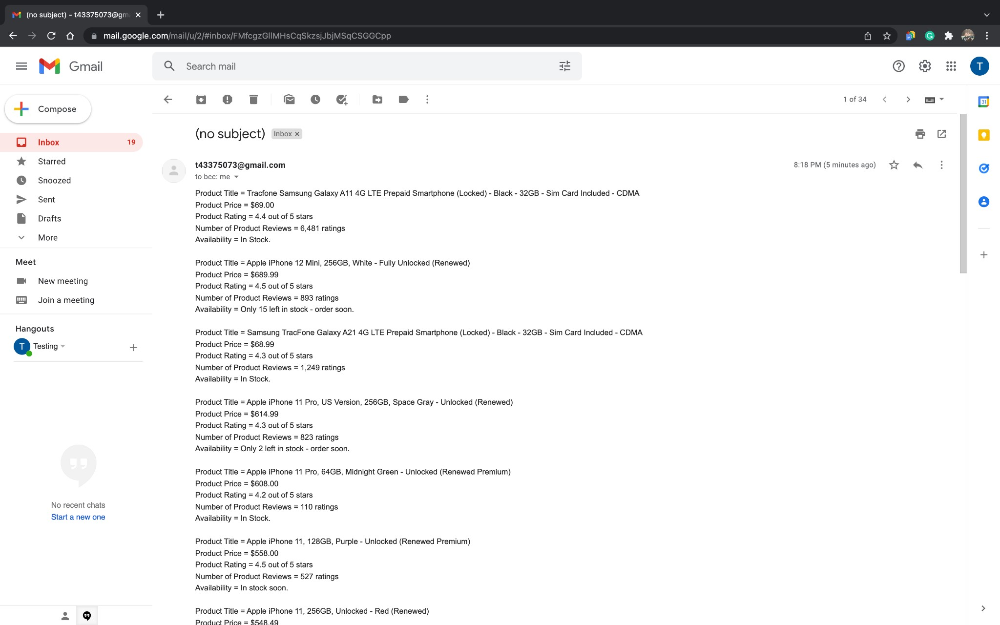 (no subject) - t43375073@gm
mail.google.com/mail/u/2/#inbox/FMfcgzGllMHsCqSkzsjJbjMSqCSGGCpp
Gmail
Search mail
T
Compose
1 of 34
31
Inbox 19
Starred
Snoozed
Sent
Drafts
More
Meet
New meeting
Join a meeting
Hangouts
T Testing
No recent chats
Start a new one
(no subject) Inbox
t43375073@gmail.com
8:18 PM (5 minutes ago)
to bcc: me
Product Title = Tracfone Samsung Galaxy A11 4G LTE Prepaid Smartphone (Locked) - Black - 32GB - Sim Card Included - CDMA
Product Price = $69.00
Product Rating = 4.4 out of 5 stars
Number of Product Reviews = 6,481 ratings
Availability = In Stock.
Product Title = Apple iPhone 12 Mini, 256GB, White - Fully Unlocked (Renewed)
Product Price = $689.99
Product Rating = 4.5 out of 5 stars
Number of Product Reviews = 893 ratings
Availability = Only 15 left in stock - order soon.
Product Title = Samsung TracFone Galaxy A21 4G LTE Prepaid Smartphone (Locked) - Black - 32GB - Sim Card Included - CDMA
Product Price = $68.99
Product Rating = 4.3 out of 5 stars
Number of Product Reviews = 1,249 ratings
Availability = In Stock.
Product Title = Apple iPhone 11 Pro, US Version, 256GB, Space Gray - Unlocked (Renewed)
Product Price = $614.99
Product Rating = 4.3 out of 5 stars
Number of Product Reviews = 823 ratings
Availability = Only 2 left in stock - order soon.
Product Title = Apple iPhone 11 Pro, 64GB, Midnight Green - Unlocked (Renewed Premium)
Product Price = $608.00
Product Rating = 4.2 out of 5 stars
Number of Product Reviews = 110 ratings
Availability = In Stock.
Product Title = Apple iPhone 11, 128GB, Purple - Unlocked (Renewed Premium)
Product Price = $558.00
Product Rating = 4.5 out of 5 stars
Number of Product Reviews = 527 ratings
Availability = In stock soon.
Product Title = Apple iPhone 11, 256GB, Unlocked - Red (Renewed)
Product Price = $548.49